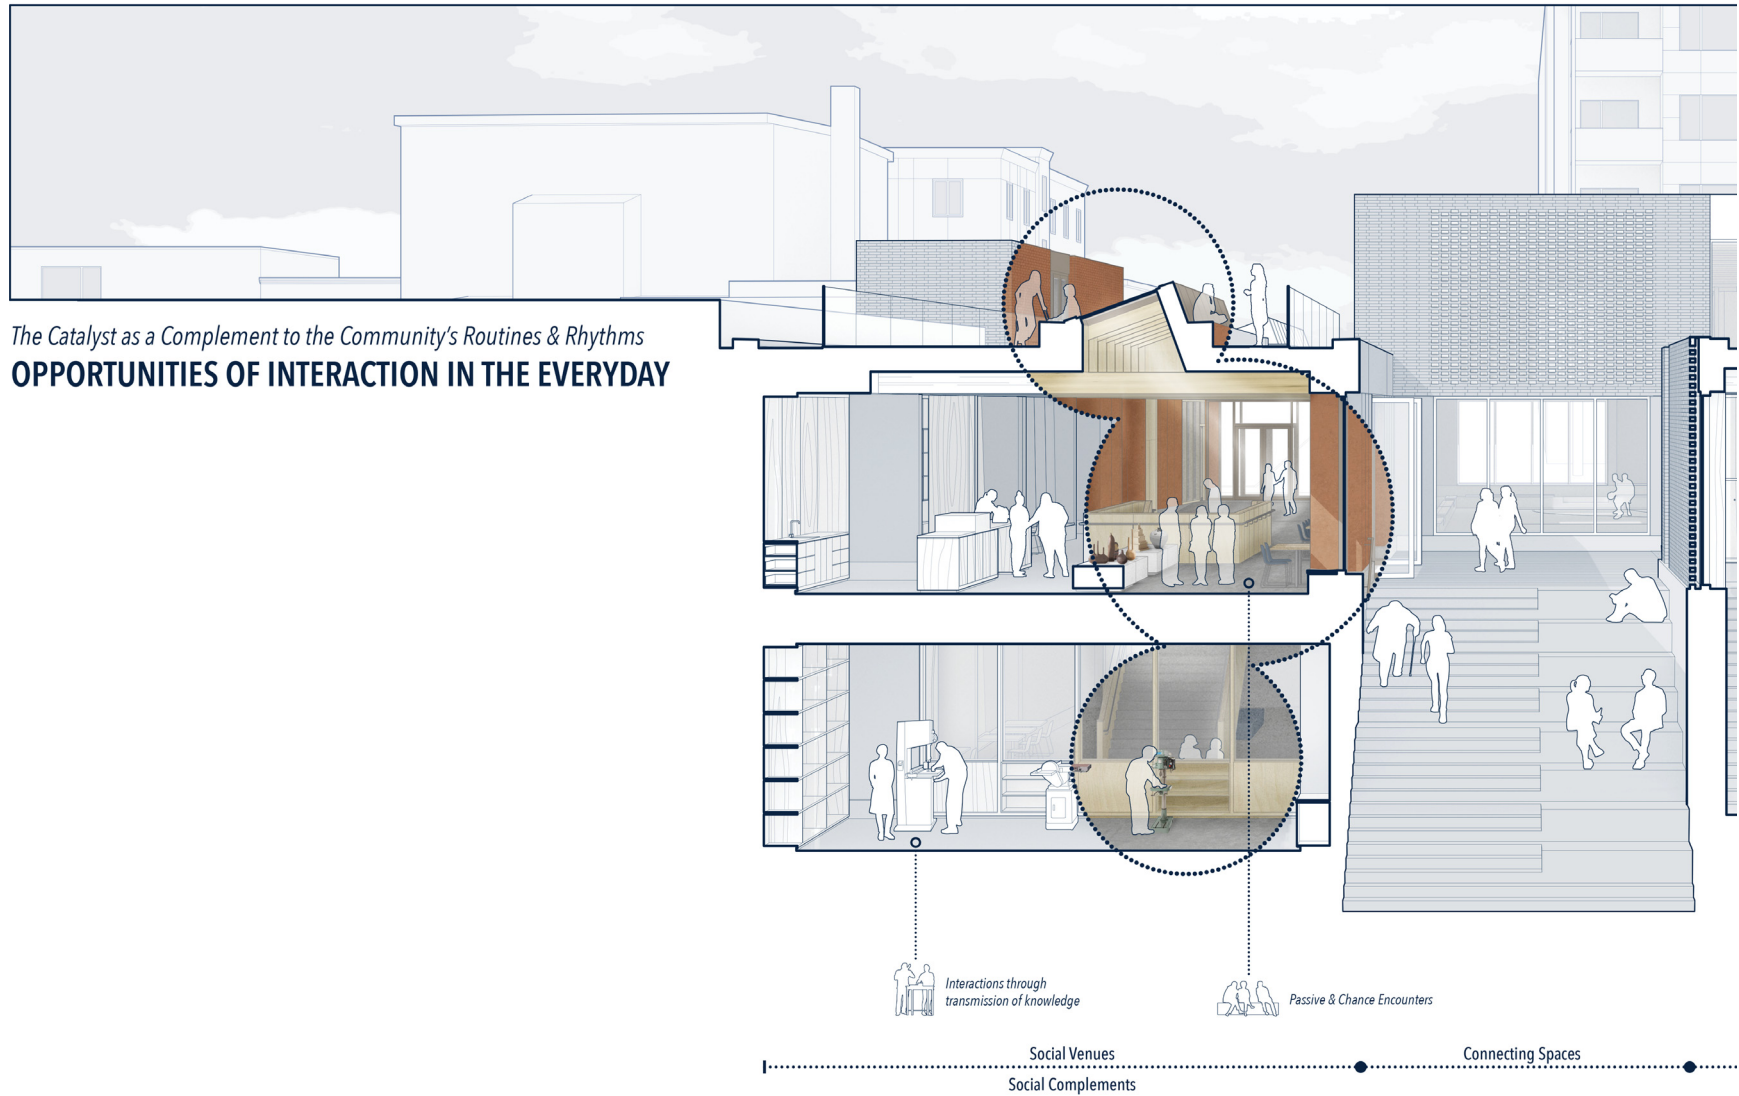 The Catalyst as a Complement to the Community's Routines & Rhythms
OPPORTUNITIES OF INTERACTION IN THE EVERYDAY
Interactions through
transmission of knowledge
Passive & Chance Encounters
Social Venues
Connecting Spaces
Social Complements